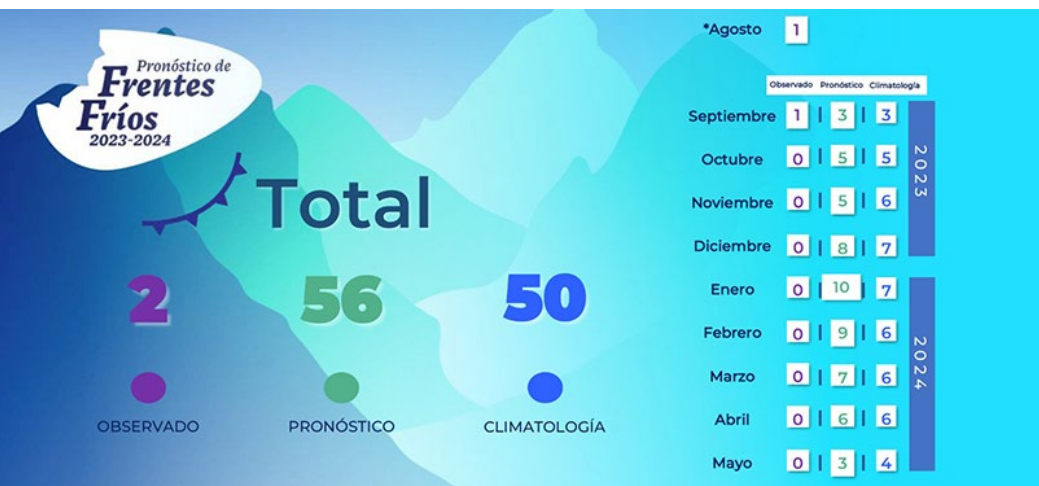 Pronóstico de
Frentes
Fríos
2023-2024
Total
2 56 50
OBSERVADO PRONÓSTICO CLIMATOLOGÍA
*Agosto 1
Observado Pronóstico Climatología
Septiembre 1 | 3 | 3
Octubre 0 | 5 | 5
Noviembre 0 | 5 | 6
Diciembre 0 | 8 | 7
2023
Enero 0 | 10 | 7
Febrero 0 | 9 | 6
Marzo 0 | 7 | 6
Abril 0 | 6 | 6
Mayo 0 | 3 | 4
2024